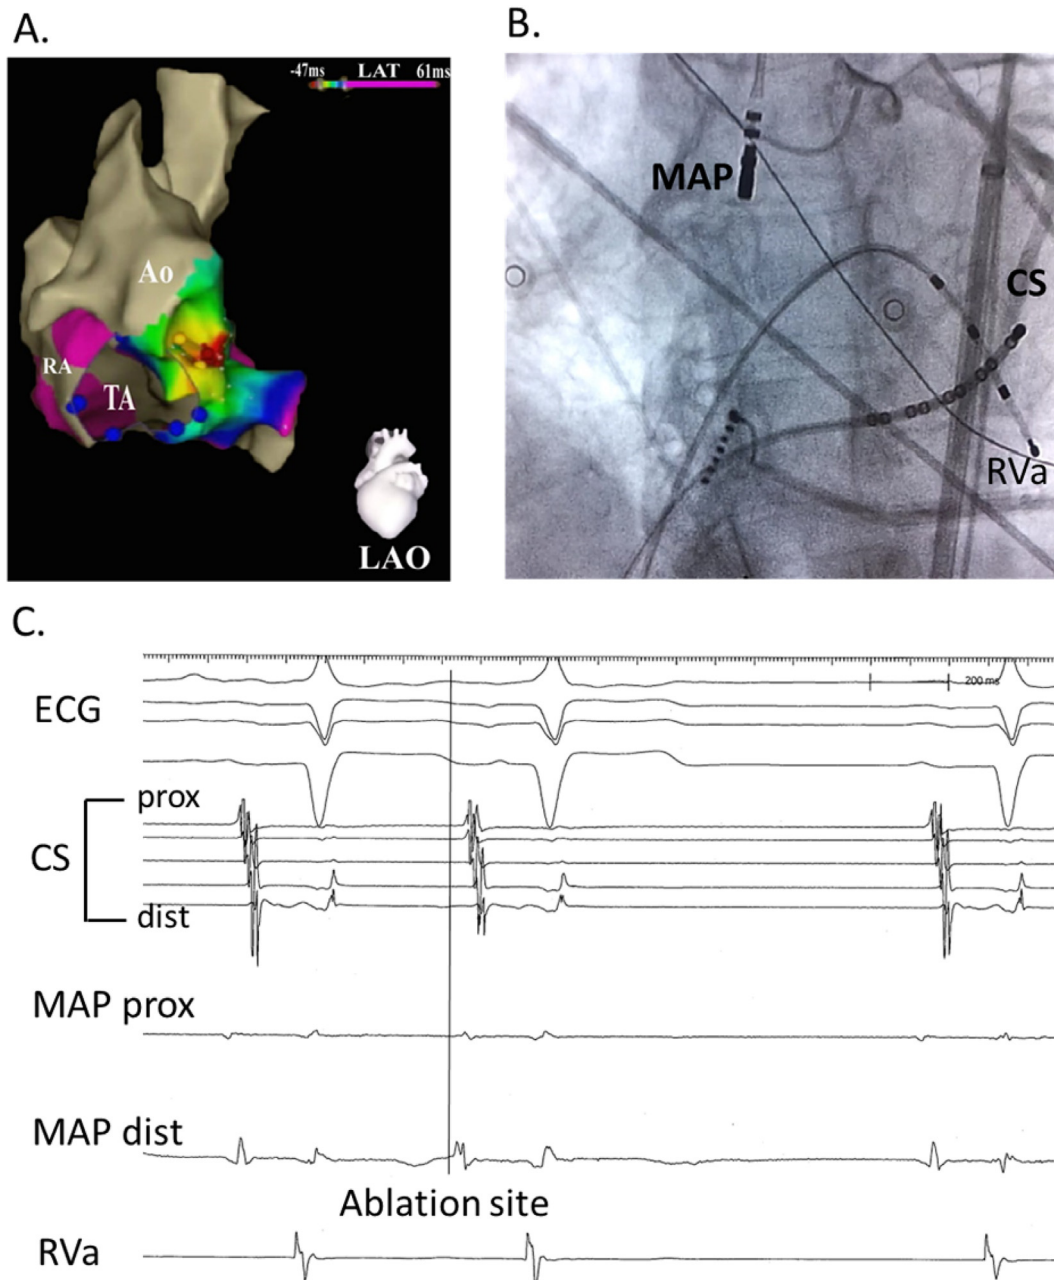 A.
-47ms LAT 61ms
Ao
RA
TA
LAO
B.
MAP
CS
RVa
C.
200 ms
ECG
prox
CS
dist
MAP prox
MAP dist
Ablation site
RVa